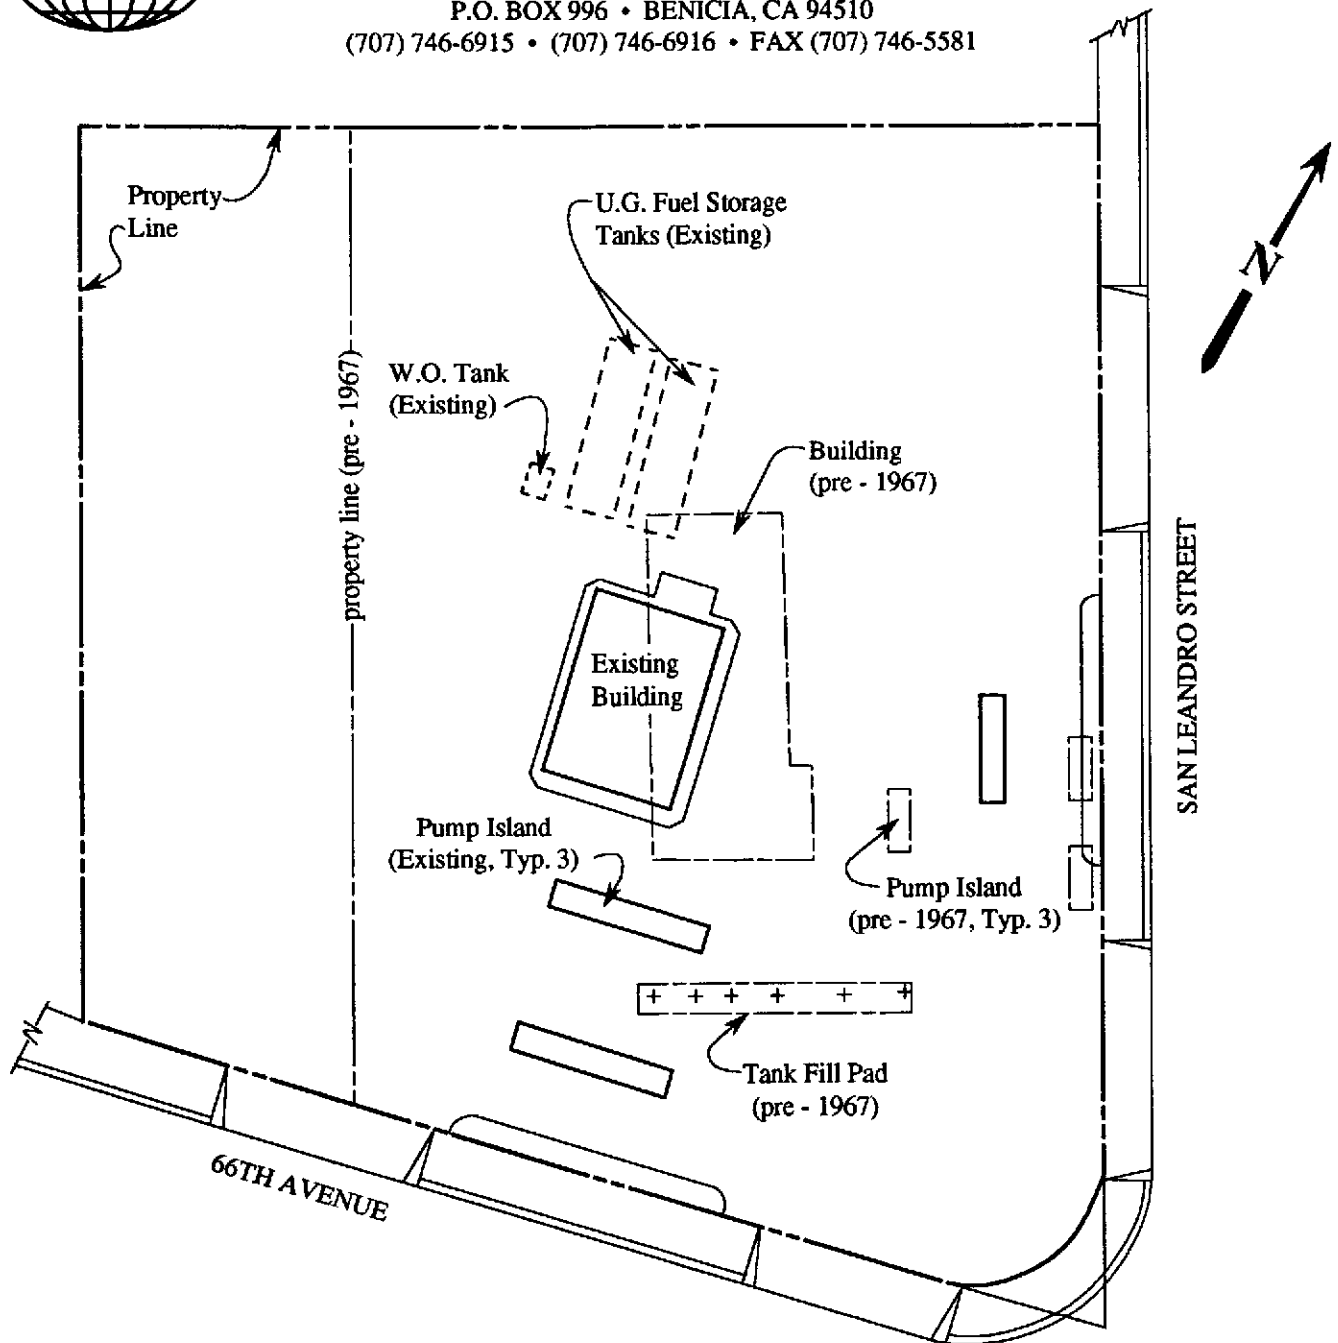 P.O. BOX 996 • BENICIA, CA 94510
(707) 746-6915 • (707) 746-6916 • FAX (707) 746-5581
Property
Line
U.G. Fuel Storage
Tanks (Existing)
N
W.O. Tank
(Existing)
property line (pre - 1967)
Building
(pre - 1967)
SAN LEANDRO STREET
Existing
Building
Pump Island
(Existing, Typ. 3)
Pump Island
(pre - 1967, Typ. 3)
+ + + + + +
Tank Fill Pad
(pre - 1967)
66TH AVENUE